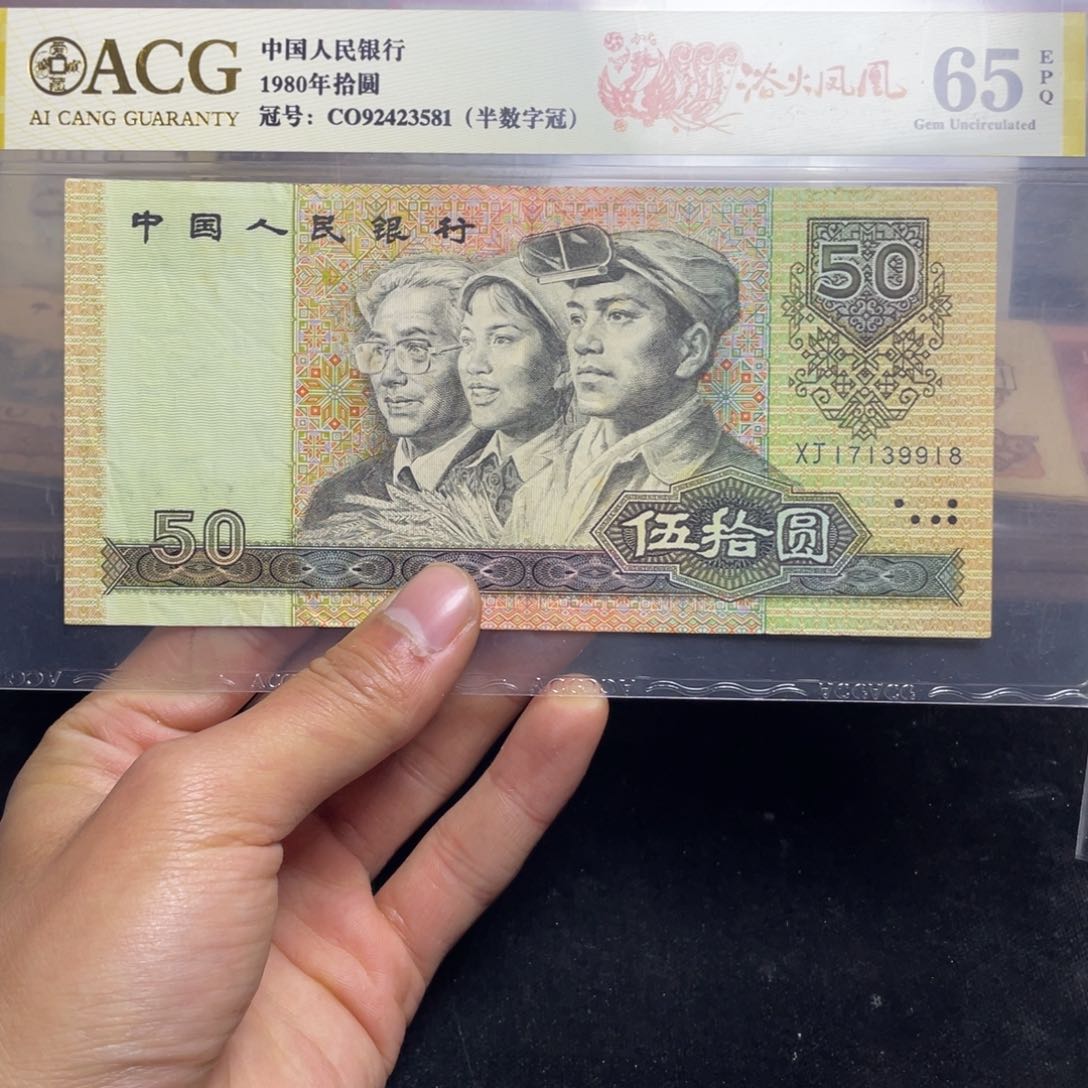 ACG
AI CANG GUARANTY
中国人民银行
1980年拾圆
冠号：CO92423581（半数字冠）
浴火凤凰
65
EPQ
Gem Uncirculated
中国人民银行
50
XJ17139918
50
伍拾圆